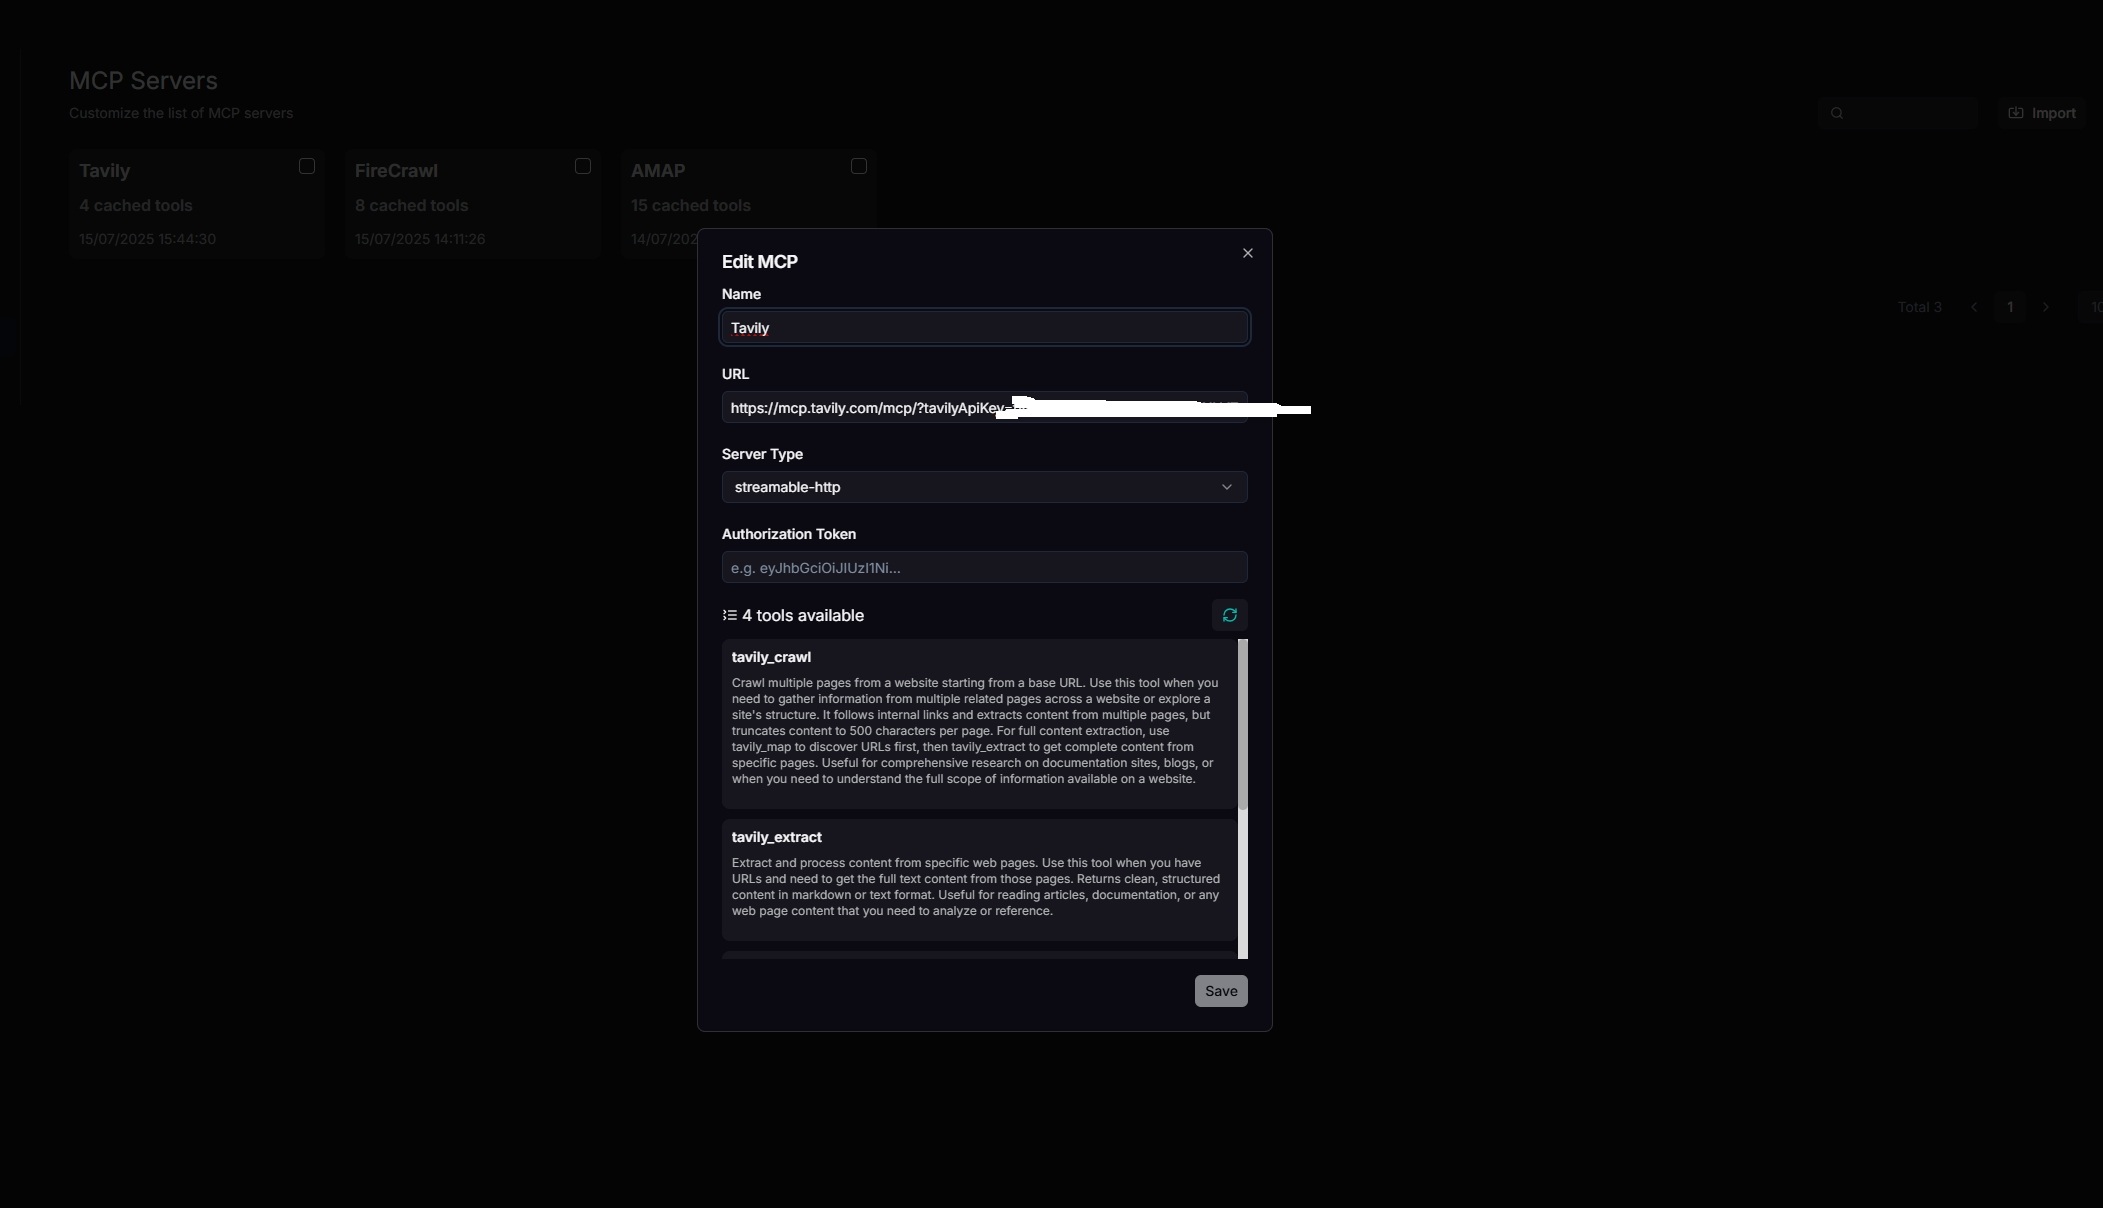 MCP Servers
Customize the list of MCP servers
Import
Tavily
4 cached tools
15/07/2025 15:44:30
FireCrawl
8 cached tools
15/07/2025 14:11:26
AMAP
15 cached tools
14/07/202
Total 3
1
10
Edit MCP
Name
Tavily
URL
https://mcp.tavily.com/mcp/?tavilyApiKey=
Server Type
streamable-http
Authorization Token
e.g. eyJhbGciOiJIUzI1Ni...
4 tools available
tavily_crawl
Crawl multiple pages from a website starting from a base URL. Use this tool when you
need to gather information from multiple related pages across a website or explore a
site's structure. It follows internal links and extracts content from multiple pages, but
truncates content to 500 characters per page. For full content extraction, use
tavily_map to discover URLs first, then tavily_extract to get complete content from
specific pages. Useful for comprehensive research on documentation sites, blogs, or
when you need to understand the full scope of information available on a website.
tavily_extract
Extract and process content from specific web pages. Use this tool when you have
URLs and need to get the full text content from those pages. Returns clean, structured
content in markdown or text format. Useful for reading articles, documentation, or any
web page content that you need to analyze or reference.
Save